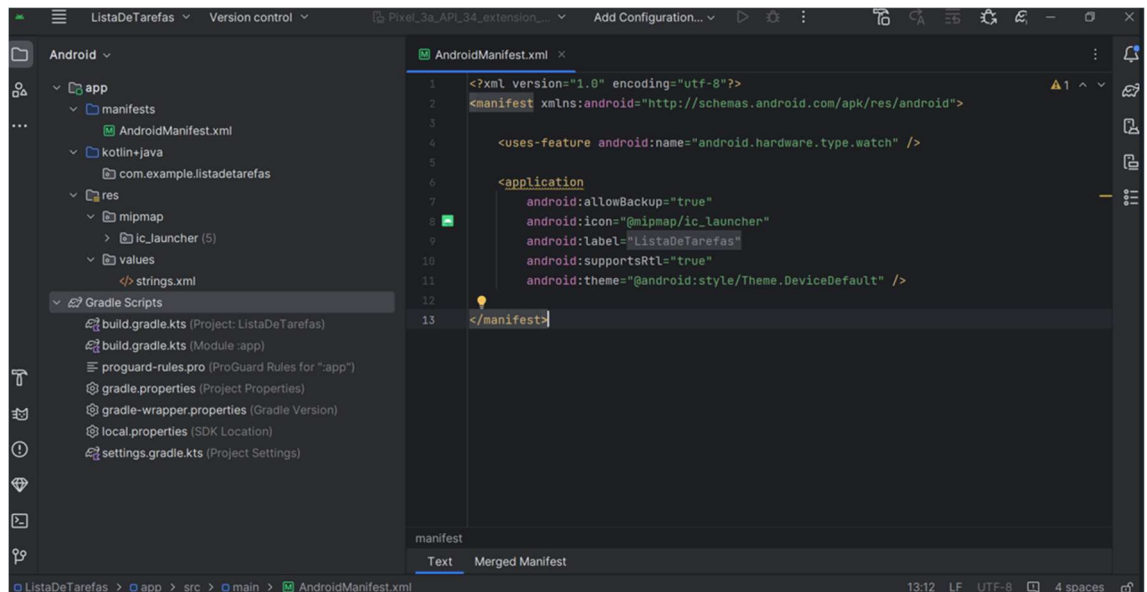 ListaDeTarefas Version control Pixel_3a_API_34_extension_... Add Configuration...
Android
app
manifests
AndroidManifest.xml
kotlin+java
com.example.listadetarefas
res
mipmap
ic_launcher (5)
values
strings.xml
Gradle Scripts
build.gradle.kts (Project: ListaDeTarefas)
build.gradle.kts (Module :app)
proguard-rules.pro (ProGuard Rules for ":app")
gradle.properties (Project Properties)
gradle-wrapper.properties (Gradle Version)
local.properties (SDK Location)
settings.gradle.kts (Project Settings)
AndroidManifest.xml
1 <?xml version="1.0" encoding="utf-8"?>
2 <manifest xmlns:android="http://schemas.android.com/apk/res/android">
3
4 <uses-feature android:name="android.hardware.type.watch" />
5
6 <application
7 android:allowBackup="true"
8 android:icon="@mipmap/ic_launcher"
9 android:label="ListaDeTarefas"
10 android:supportsRtl="true"
11 android:theme="@android:style/Theme.DeviceDefault" />
12
13 </manifest>
1
manifest
Text Merged Manifest
ListaDeTarefas > app > src > main > AndroidManifest.xml 13:12 LF UTF-8 4 spaces